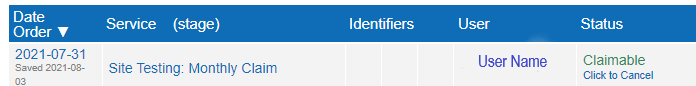 Date
Order ▼
Service (stage)
Identifiers
User
Status
2021-07-31
Saved 2021-08-
03
Site Testing: Monthly Claim
User Name
Claimable
Click to Cancel